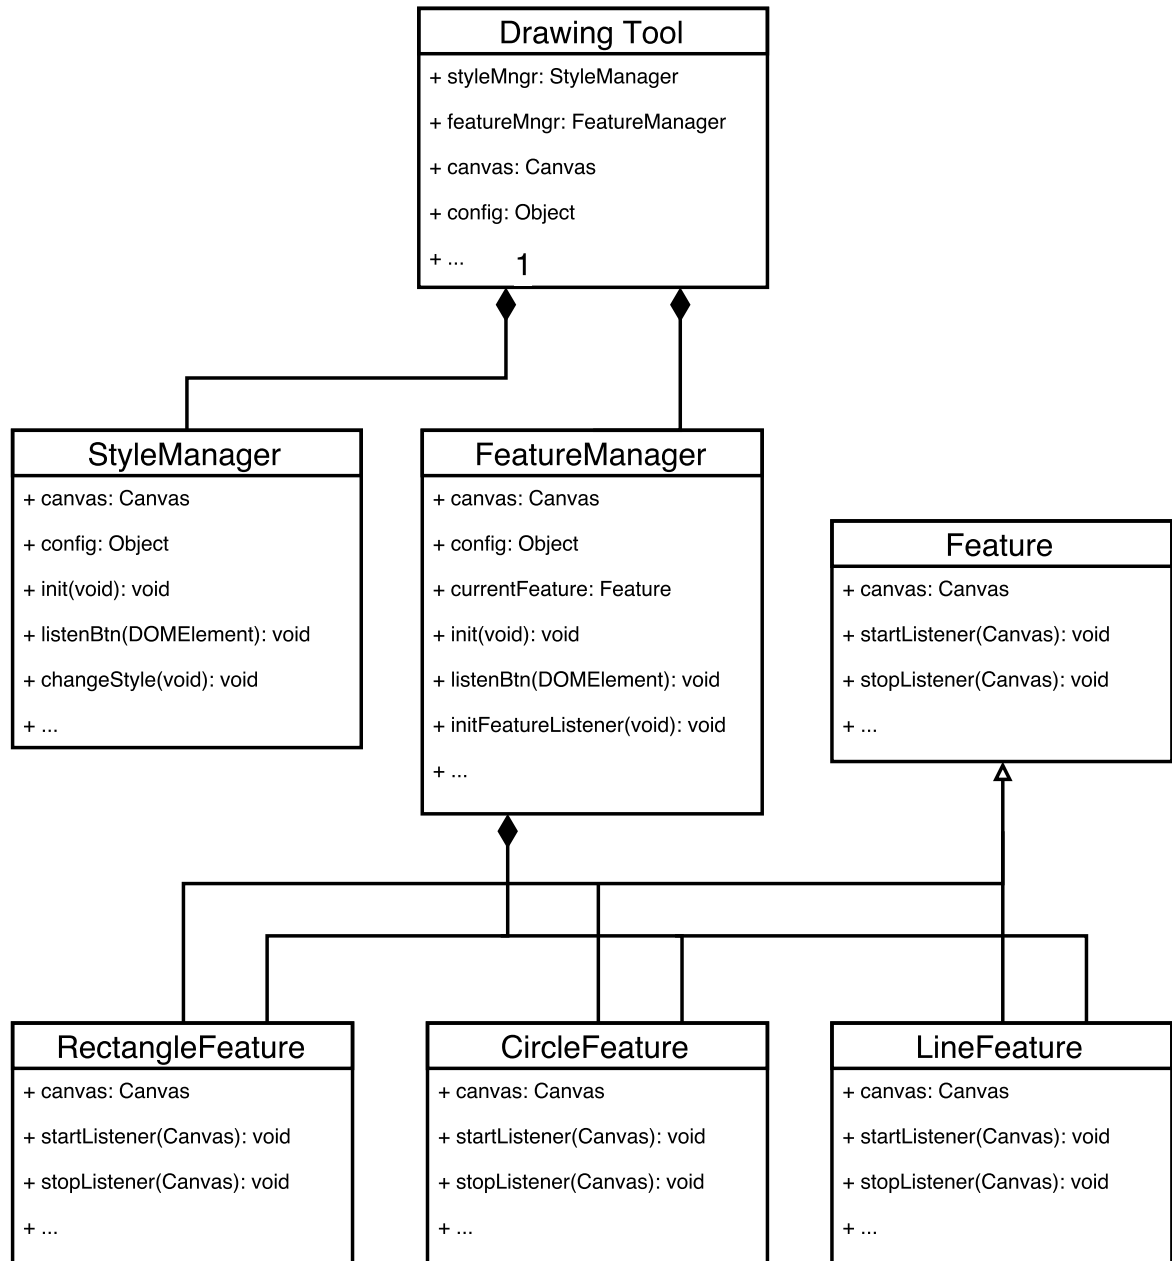 Drawing Tool
+ styleMngr: StyleManager
+ featureMngr: FeatureManager
+ canvas: Canvas
+ config: Object
+ ...
1
StyleManager
+ canvas: Canvas
+ config: Object
+ init(void): void
+ listenBtn(DOMElement): void
+ changeStyle(void): void
+ ...
FeatureManager
+ canvas: Canvas
+ config: Object
+ currentFeature: Feature
+ init(void): void
+ listenBtn(DOMElement): void
+ initFeatureListener(void): void
+ ...
Feature
+ canvas: Canvas
+ startListener(Canvas): void
+ stopListener(Canvas): void
+ ...
RectangleFeature
+ canvas: Canvas
+ startListener(Canvas): void
+ stopListener(Canvas): void
+ ...
CircleFeature
+ canvas: Canvas
+ startListener(Canvas): void
+ stopListener(Canvas): void
+ ...
LineFeature
+ canvas: Canvas
+ startListener(Canvas): void
+ stopListener(Canvas): void
+ ...